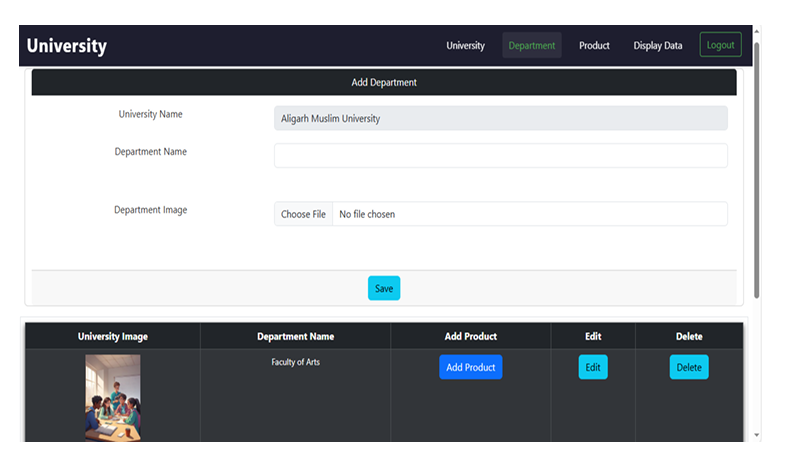 University University Department Product Display Data Logout
Add Department
University Name Aligarh Muslim University
Department Name
Department Image Choose File No file chosen
Save
University Image Department Name Add Product Edit Delete
Faculty of Arts Add Product Edit Delete